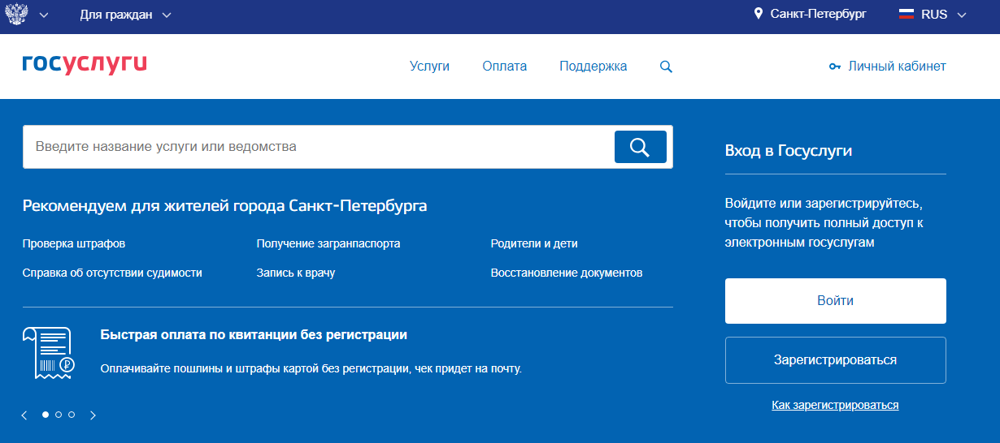 Для граждан
Санкт-Петербург
RUS
госуслуги
Услуги
Оплата
Поддержка
Личный кабинет
Введите название услуги или ведомства
Рекомендуем для жителей города Санкт-Петербурга
Проверка штрафов
Получение загранпаспорта
Родители и дети
Справка об отсутствии судимости
Запись к врачу
Восстановление документов
Быстрая оплата по квитанции без регистрации
Оплачивайте пошлины и штрафы картой без регистрации, чек придет на почту.
Вход в Госуслуги
Войдите или зарегистрируйтесь,
чтобы получить полный доступ к
электронным госуслугам
Войти
Зарегистрироваться
Как зарегистрироваться